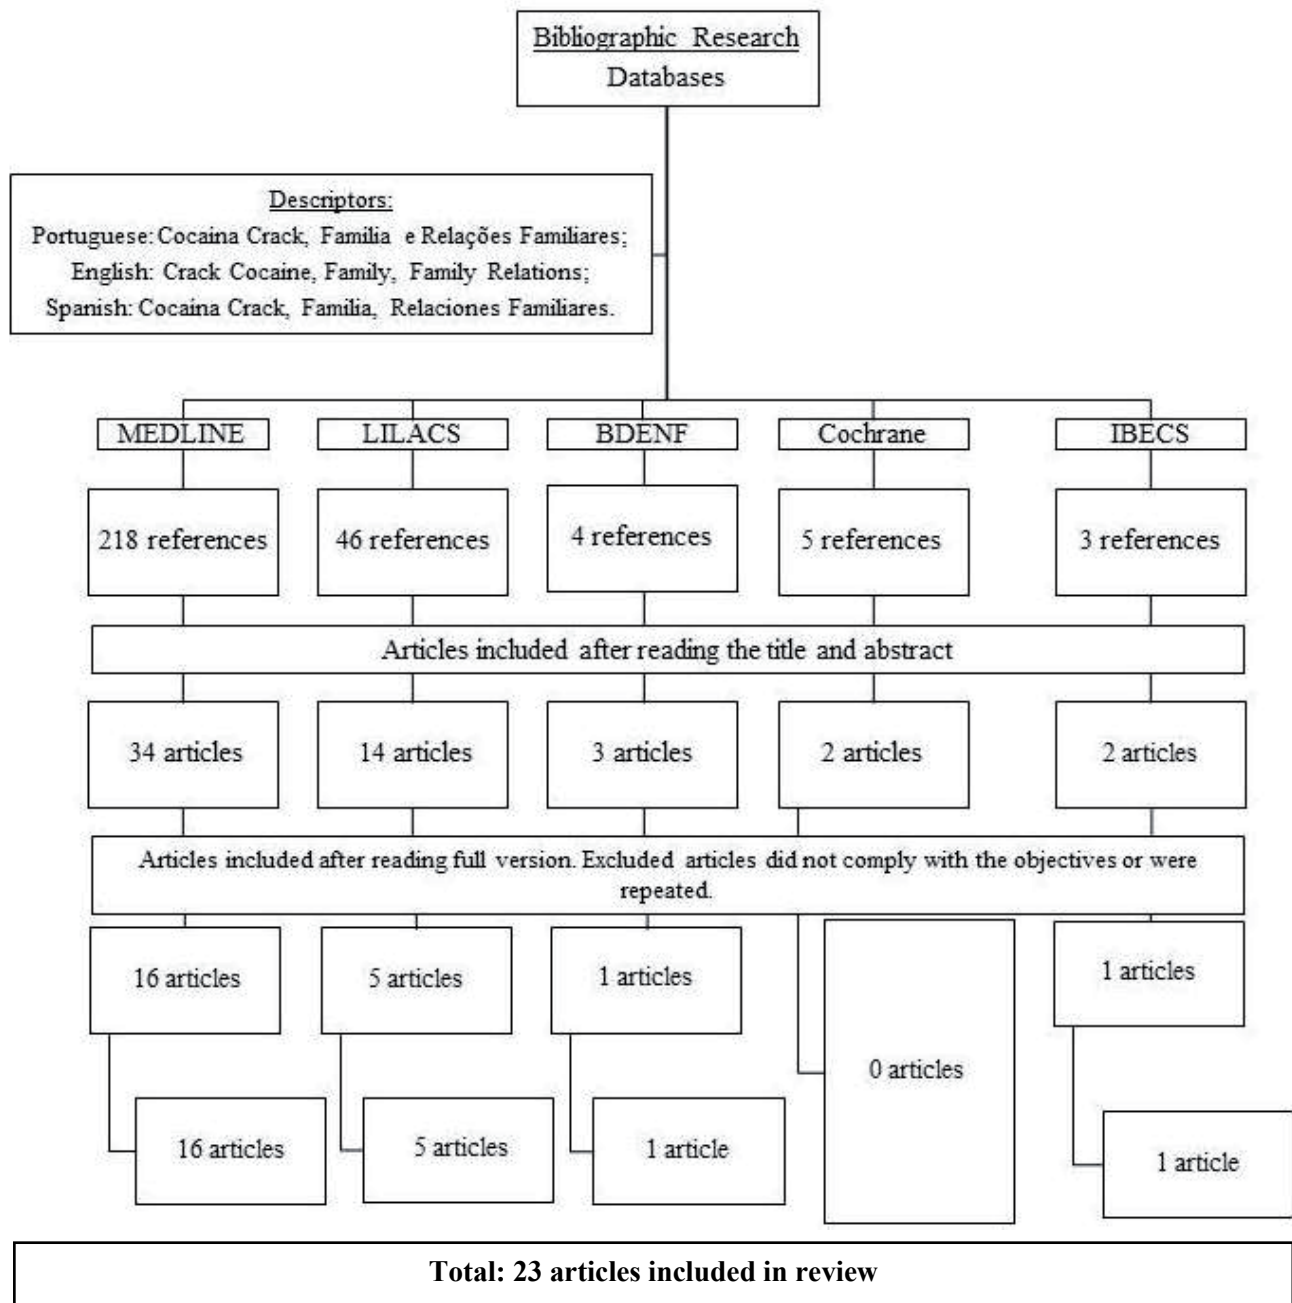 Bibliographic Research
Databases
Descriptors:
Portuguese: Cocaina Crack, Familia e Relações Familiares;
English: Crack Cocaine, Family, Family Relations;
Spanish: Cocaina Crack, Familia, Relaciones Familiares.
MEDLINE
LILACS
BDENF
Cochrane
IBECS
218 references
46 references
4 references
5 references
3 references
Articles included after reading the title and abstract
34 articles
14 articles
3 articles
2 articles
2 articles
Articles included after reading full version. Excluded articles did not comply with the objectives or were
repeated.
16 articles
5 articles
1 articles
1 articles
0 articles
16 articles
5 articles
1 article
1 article
Total: 23 articles included in review